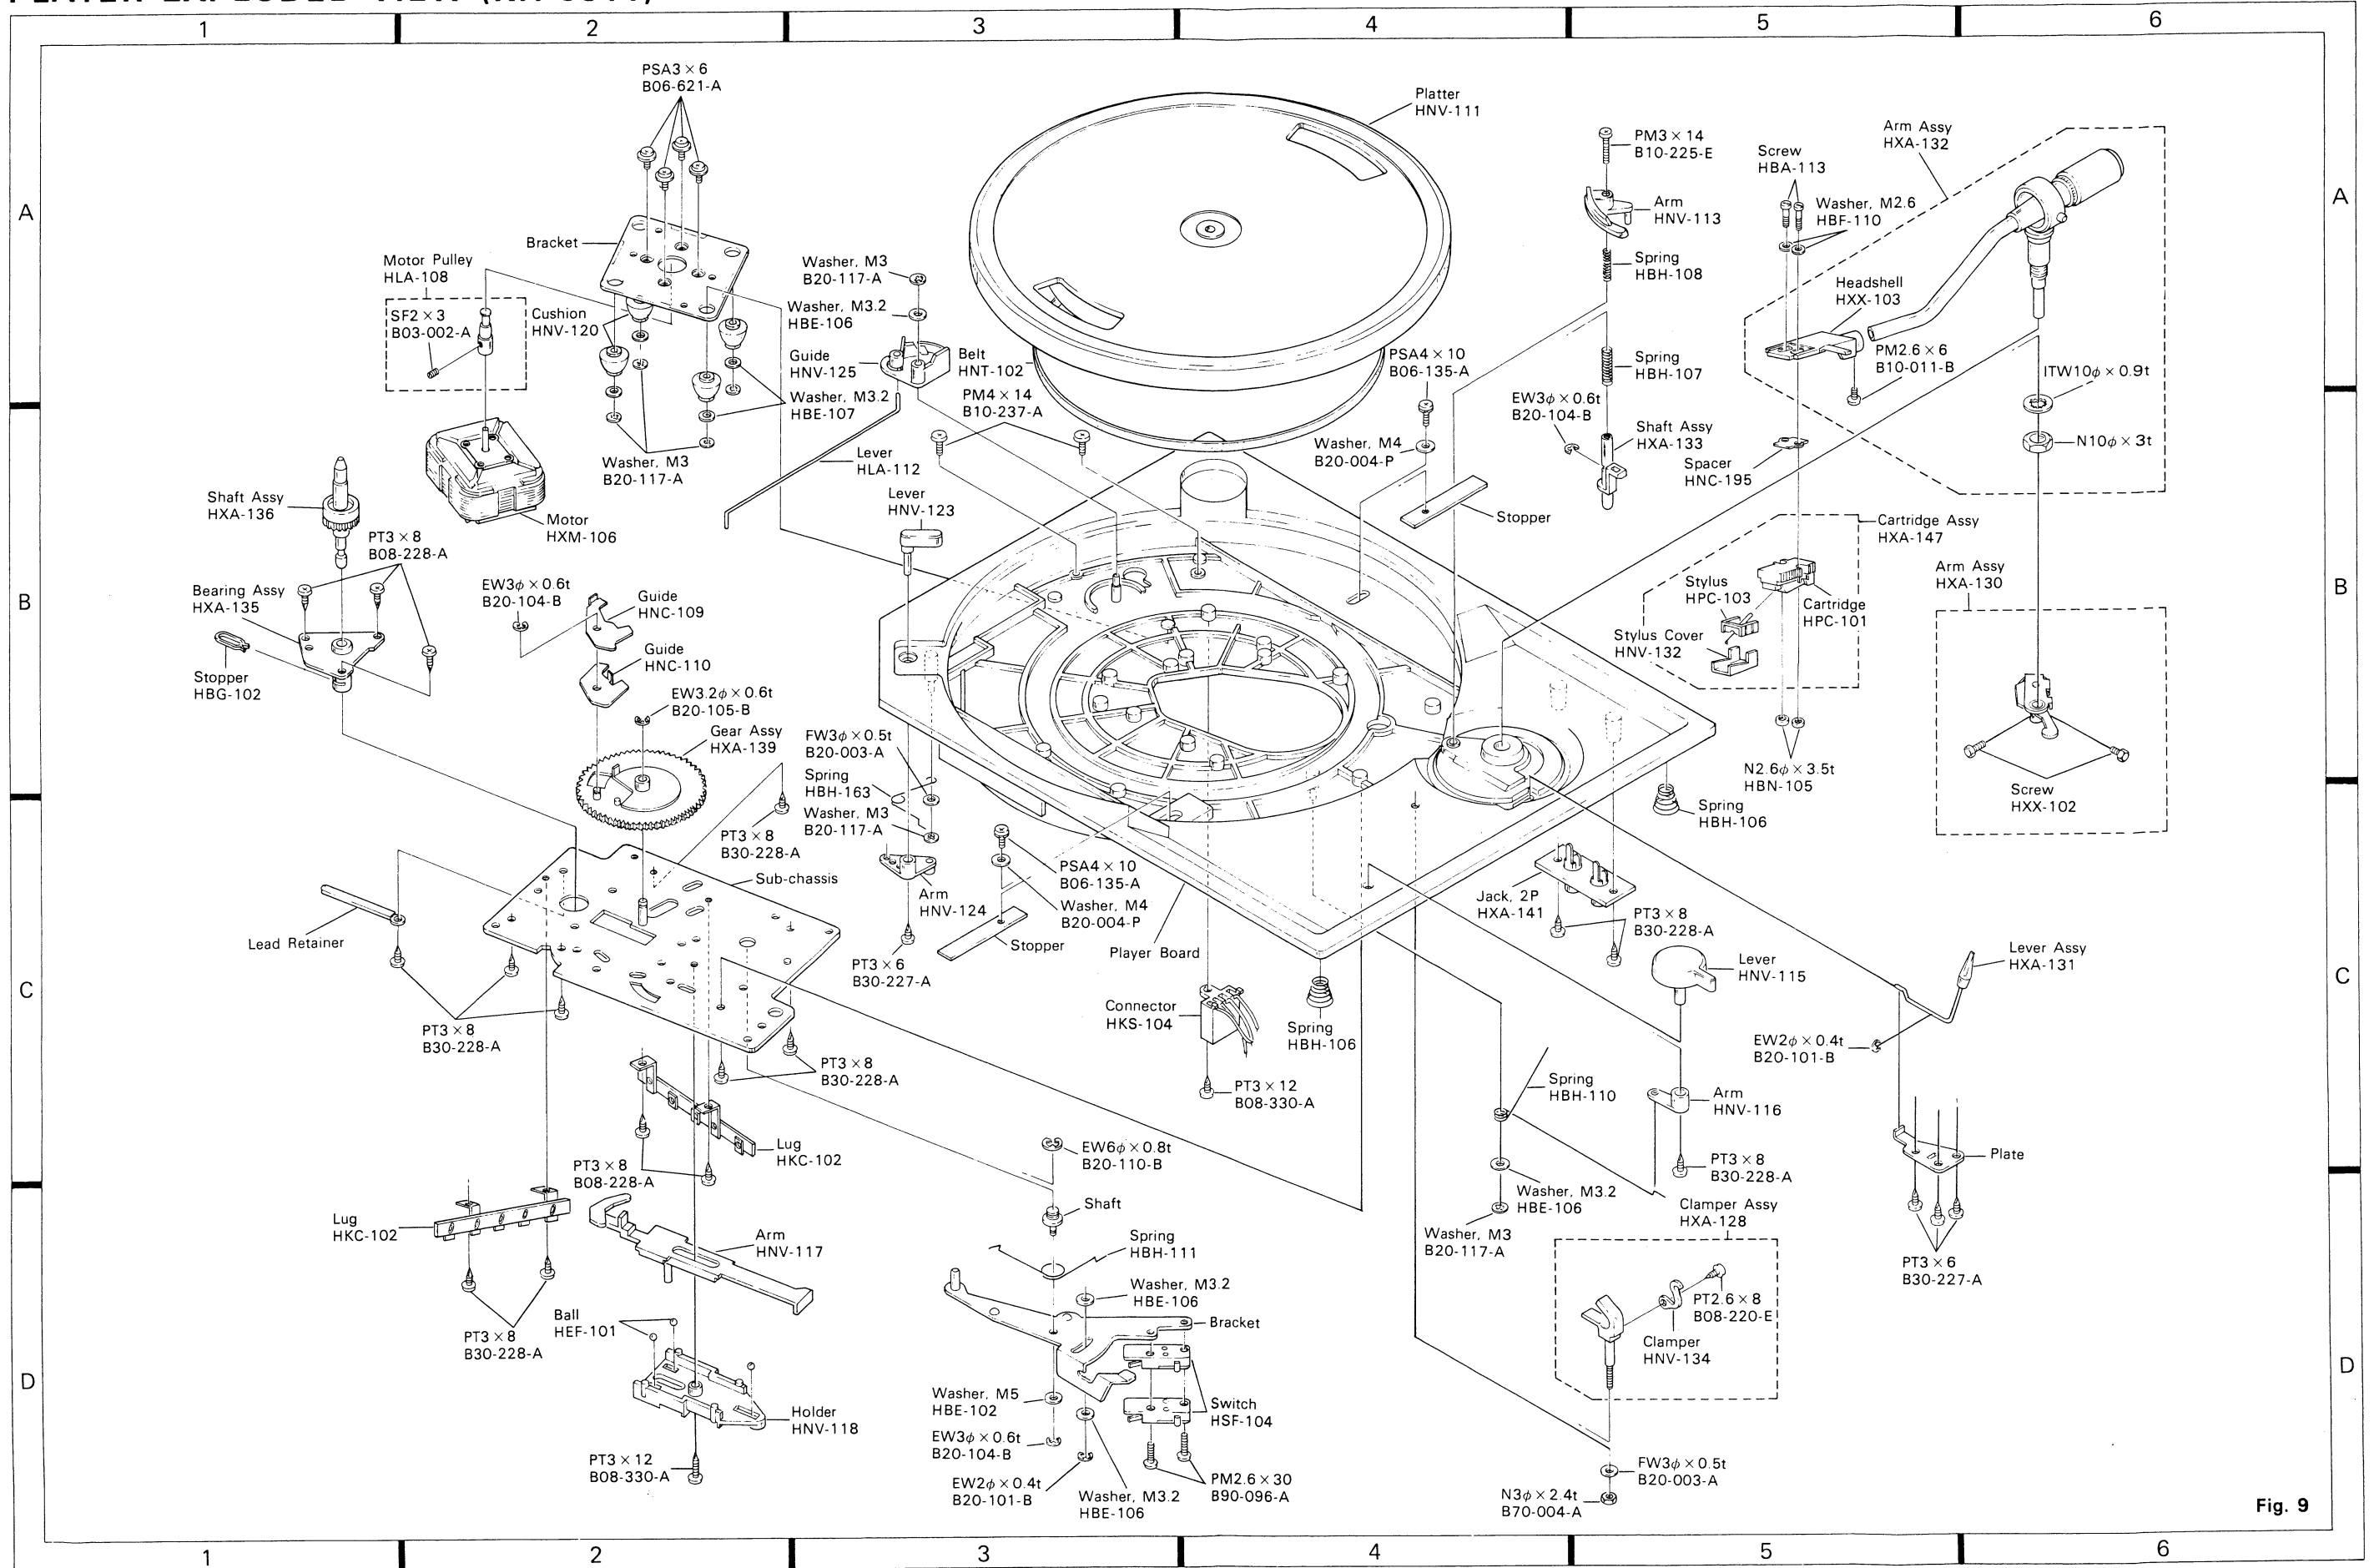 1
2
3
4
5
6
A
B
C
D
A
B
C
D
PSA3 × 6
B06-621-A
Bracket
Motor Pulley
HLA-108
SF2 × 3
B03-002-A
Cushion
HNV-120
Washer, M3
B20-117-A
Washer, M3.2
HBE-106
Guide
HNV-125
Washer, M3.2
HBE-107
Washer, M3
B20-117-A
Belt
HNT-102
PM4 × 14
B10-237-A
Lever
HLA-112
Lever
HNV-123
Platter
HNV-111
PSA4 × 10
B06-135-A
Washer, M4
B20-004-P
Stopper
PM3 × 14
B10-225-E
Arm
HNV-113
Spring
HBH-108
Spring
HBH-107
EW3ϕ × 0.6t
B20-104-B
Shaft Assy
HXA-133
Screw
HBA-113
Washer, M2.6
HBF-110
Arm Assy
HXA-132
Headshell
HXX-103
PM2.6 × 6
B10-011-B
ITW10ϕ × 0.9t
N10ϕ × 3t
Spacer
HNC-195
Cartridge Assy
HXA-147
Stylus
HPC-103
Cartridge
HPC-101
Stylus Cover
HNV-132
Arm Assy
HXA-130
Screw
HXX-102
N2.6ϕ × 3.5t
HBN-105
Spring
HBH-106
Shaft Assy
HXA-136
Motor
HXM-106
PT3 × 8
B08-228-A
Bearing Assy
HXA-135
Stopper
HBG-102
EW3ϕ × 0.6t
B20-104-B
Guide
HNC-109
Guide
HNC-110
EW3.2ϕ × 0.6t
B20-105-B
Gear Assy
HXA-139
FW3ϕ × 0.5t
B20-003-A
Spring
HBH-163
Washer, M3
B20-117-A
PT3 × 8
B30-228-A
Sub-chassis
Arm
HNV-124
PT3 × 6
B30-227-A
PSA4 × 10
B06-135-A
Washer, M4
B20-004-P
Stopper
Player Board
Connector
HKS-104
Spring
HBH-106
PT3 × 12
B08-330-A
Jack, 2P
HXA-141
PT3 × 8
B30-228-A
Lever
HNV-115
Lever Assy
HXA-131
EW2ϕ × 0.4t
B20-101-B
Spring
HBH-110
Arm
HNV-116
PT3 × 8
B30-228-A
Plate
PT3 × 6
B30-227-A
Washer, M3.2
HBE-106
Washer, M3
B20-117-A
Clamper Assy
HXA-128
PT2.6 × 8
B08-220-E
Clamper
HNV-134
FW3ϕ × 0.5t
B20-003-A
N3ϕ × 2.4t
B70-004-A
Lead Retainer
PT3 × 8
B30-228-A
PT3 × 8
B30-228-A
Lug
HKC-102
PT3 × 8
B08-228-A
Lug
HKC-102
PT3 × 8
B30-228-A
Arm
HNV-117
Ball
HEF-101
Holder
HNV-118
PT3 × 12
B08-330-A
EW6ϕ × 0.8t
B20-110-B
Shaft
Spring
HBH-111
Washer, M3.2
HBE-106
Bracket
Switch
HSF-104
Washer, M5
HBE-102
EW3ϕ × 0.6t
B20-104-B
EW2ϕ × 0.4t
B20-101-B
Washer, M3.2
HBE-106
PM2.6 × 30
B90-096-A
Fig. 9
1
2
3
4
5
6